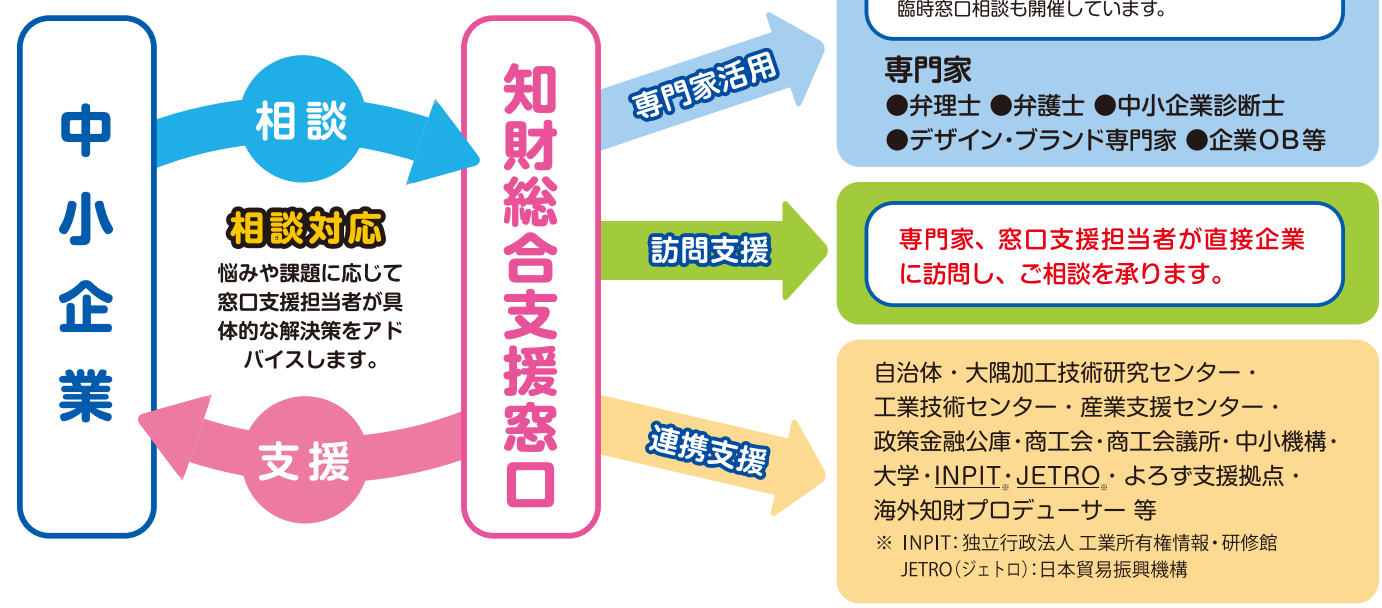 中小企業
相談
相談対応
悩みや課題に応じて
窓口支援担当者が具
体的な解決策をアド
バイスします。
支援
知財総合支援窓口
専門家活用
臨時窓口相談も開催しています。
専門家
●弁理士 ●弁護士 ●中小企業診断士
●デザイン・ブランド専門家 ●企業OB等
訪問支援
専門家、窓口支援担当者が直接企業
に訪問し、ご相談を承ります。
連携支援
自治体・大隅加工技術研究センター・
工業技術センター・産業支援センター・
政策金融公庫・商工会・商工会議所・中小機構・
大学・INPIT※・JETRO※・よろず支援拠点・
海外知財プロデューサー 等
※ INPIT:独立行政法人 工業所有権情報・研修館
JETRO(ジェトロ):日本貿易振興機構